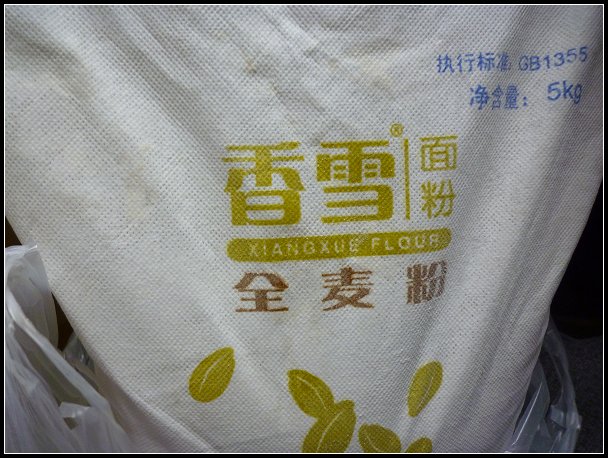 执行标准: GB1355
净含量: 5kg
香雪®面粉
XIANGXUE FLOUR
全麦粉